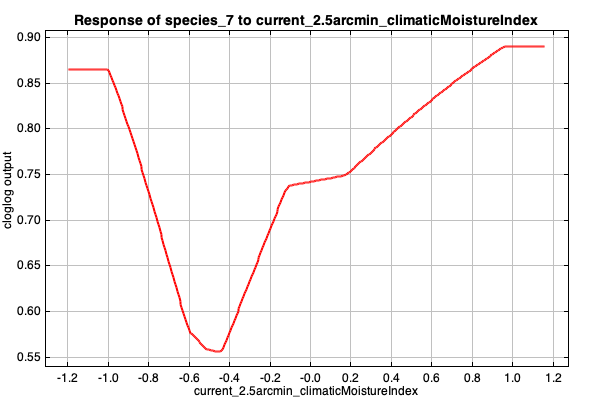 Response of species_7 to current_2.5arcmin_climaticMoistureIndex
0.90
0.85
0.80
0.75
0.70
0.65
0.60
0.55
cloglog output
-1.2 -1.0 -0.8 -0.6 -0.4 -0.2 -0.0 0.2 0.4 0.6 0.8 1.0 1.2
current_2.5arcmin_climaticMoistureIndex